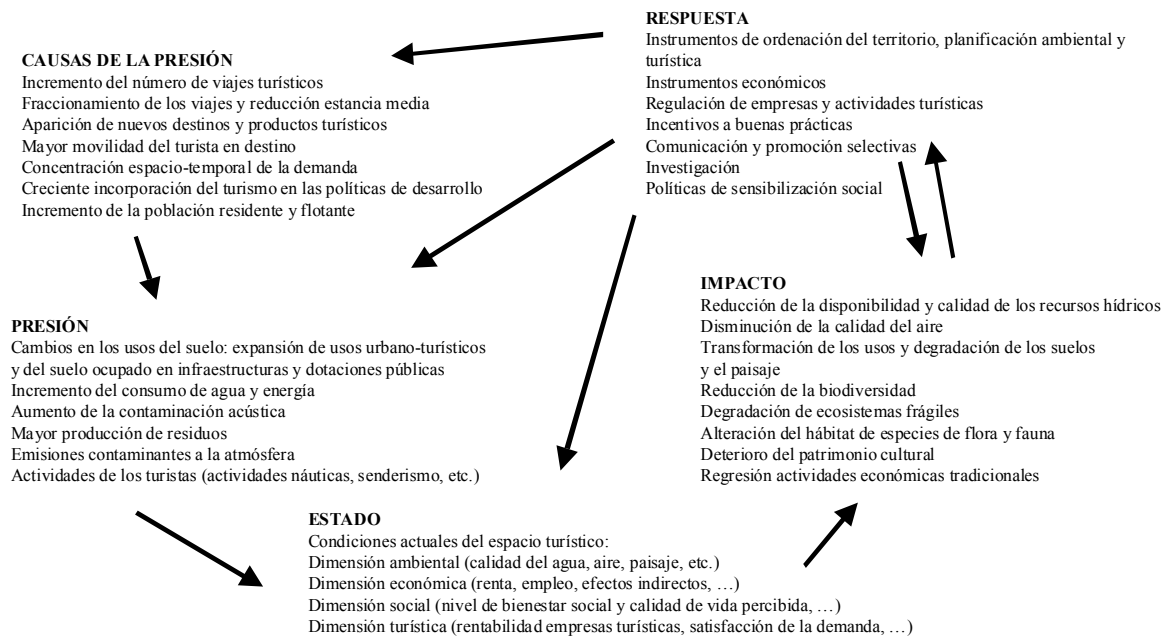 CAUSAS DE LA PRESIÓN
Incremento del número de viajes turísticos
Fraccionamiento de los viajes y reducción estancia media
Aparición de nuevos destinos y productos turísticos
Mayor movilidad del turista en destino
Concentración espacio-temporal de la demanda
Creciente incorporación del turismo en las políticas de desarrollo
Incremento de la población residente y flotante
RESPUESTA
Instrumentos de ordenación del territorio, planificación ambiental y
turística
Instrumentos económicos
Regulación de empresas y actividades turísticas
Incentivos a buenas prácticas
Comunicación y promoción selectivas
Investigación
Políticas de sensibilización social
PRESIÓN
Cambios en los usos del suelo: expansión de usos urbano-turísticos
y del suelo ocupado en infraestructuras y dotaciones públicas
Incremento del consumo de agua y energía
Aumento de la contaminación acústica
Mayor producción de residuos
Emisiones contaminantes a la atmósfera
Actividades de los turistas (actividades náuticas, senderismo, etc.)
IMPACTO
Reducción de la disponibilidad y calidad de los recursos hídricos
Disminución de la calidad del aire
Transformación de los usos y degradación de los suelos
y el paisaje
Reducción de la biodiversidad
Degradación de ecosistemas frágiles
Alteración del hábitat de especies de flora y fauna
Deterioro del patrimonio cultural
Regresión actividades económicas tradicionales
ESTADO
Condiciones actuales del espacio turístico:
Dimensión ambiental (calidad del agua, aire, paisaje, etc.)
Dimensión económica (renta, empleo, efectos indirectos, …)
Dimensión social (nivel de bienestar social y calidad de vida percibida, …)
Dimensión turística (rentabilidad empresas turísticas, satisfacción de la demanda, …)